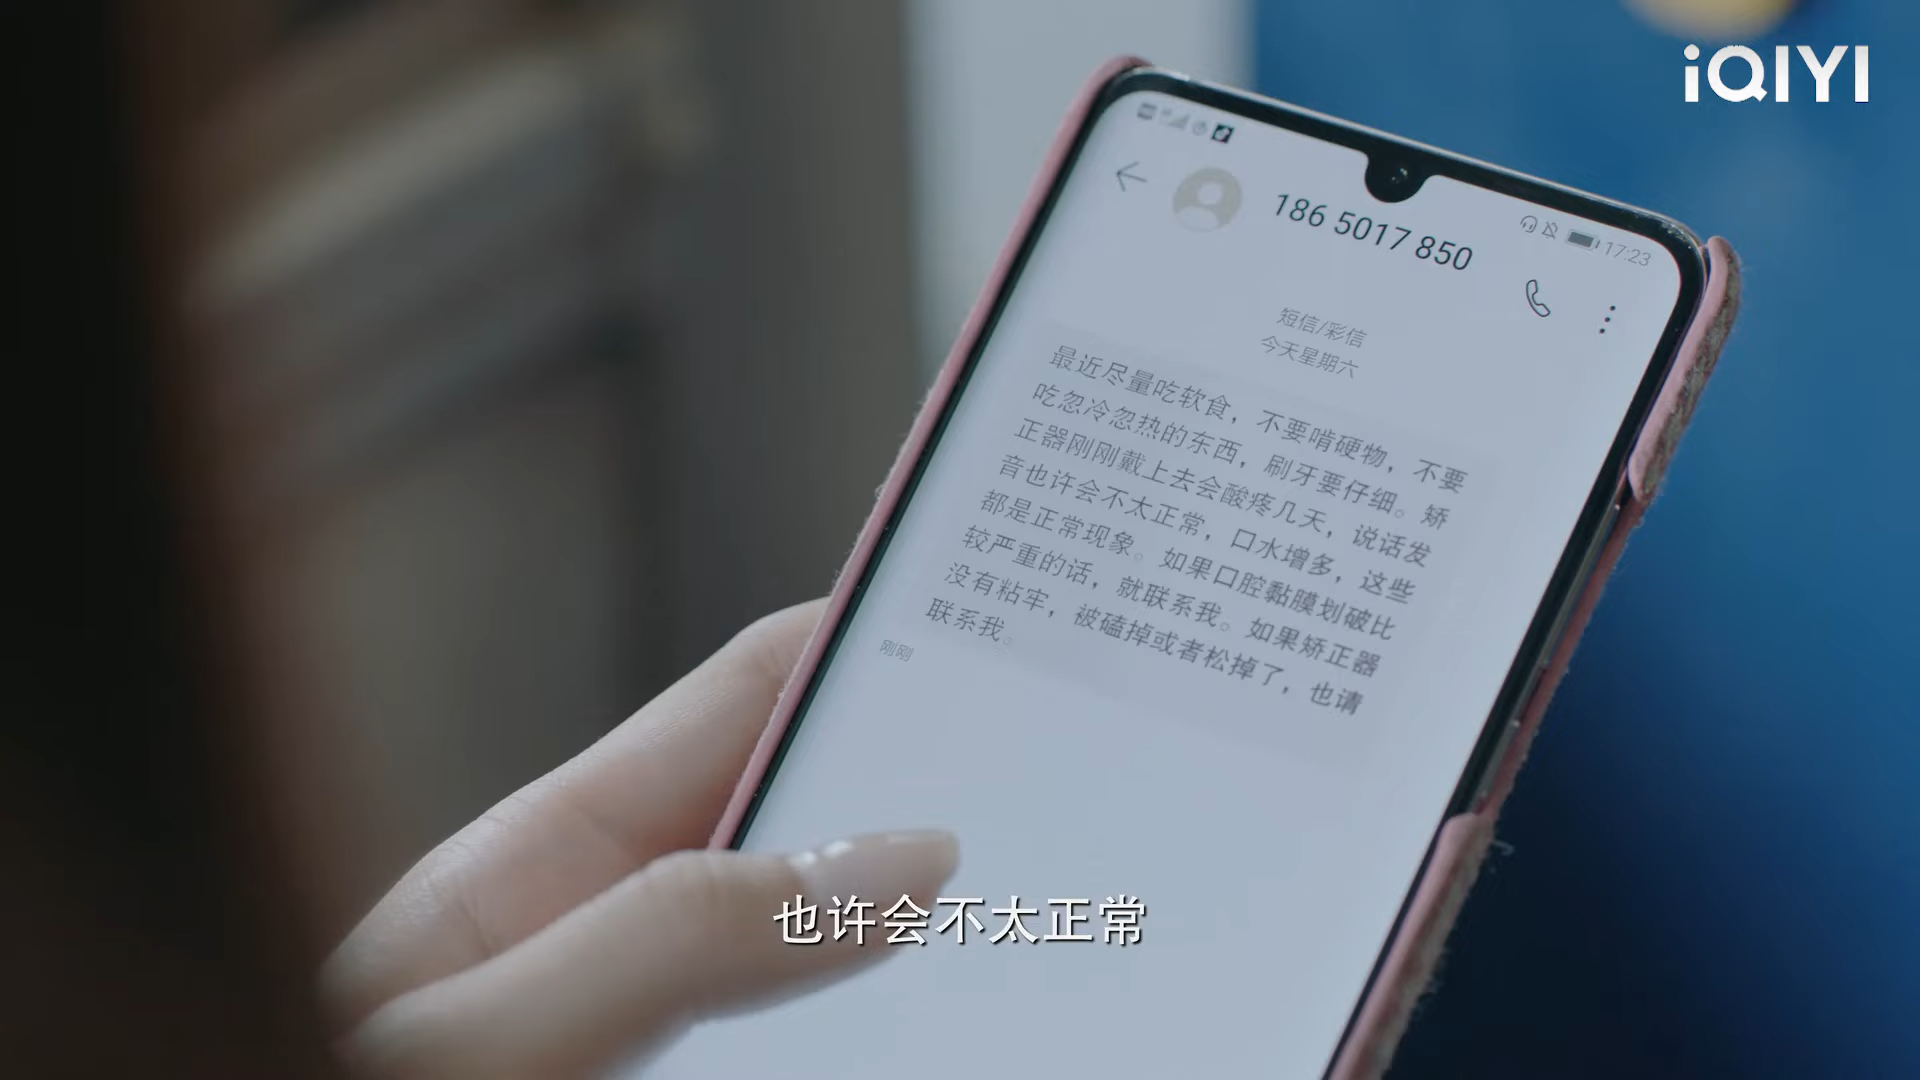 iQIYI
17:23
186 5017 850
短信/彩信
今天星期六
最近尽量吃软食，不要啃硬物，不要
吃忽冷忽热的东西，刷牙要仔细。矫
正器刚刚戴上去会酸疼几天，说话发
音也许会不太正常，口水增多，这些
都是正常现象。如果口腔黏膜划破比
较严重的话，就联系我。如果矫正器
没有粘牢，被磕掉或者松掉了，也请
联系我。
刚刚
也许会不太正常